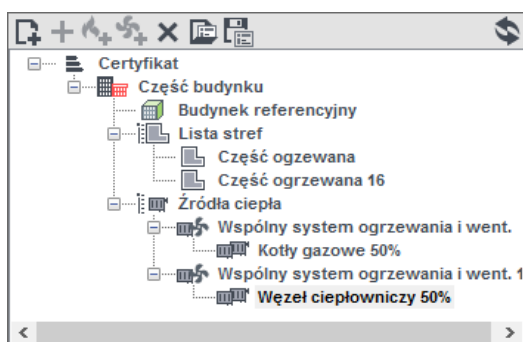 Certyfikat
Część budynku
Budynek referencyjny
Lista stref
Część ogzewana
Część ogrzewana 16
Źródła ciepła
Wspólny system ogrzewania i went.
Kotły gazowe 50%
Wspólny system ogrzewania i went. 1
Węzeł ciepłowniczy 50%